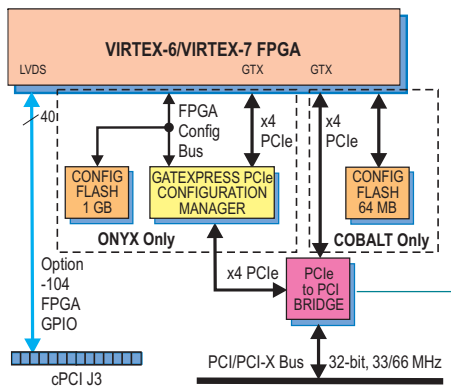 VIRTEX-6/VIRTEX-7 FPGA
LVDS
GTX
GTX
40
FPGA
Config
Bus
x4
PCIe
x4
PCIe
CONFIG
FLASH
1 GB
GATEXPRESS PCIe
CONFIGURATION
MANAGER
CONFIG
FLASH
64 MB
ONYX Only
COBALT Only
Option
-104
FPGA
GPIO
x4 PCIe
PCIe
to PCI
BRIDGE
PCI/PCI-X Bus
32-bit, 33/66 MHz
cPCI J3